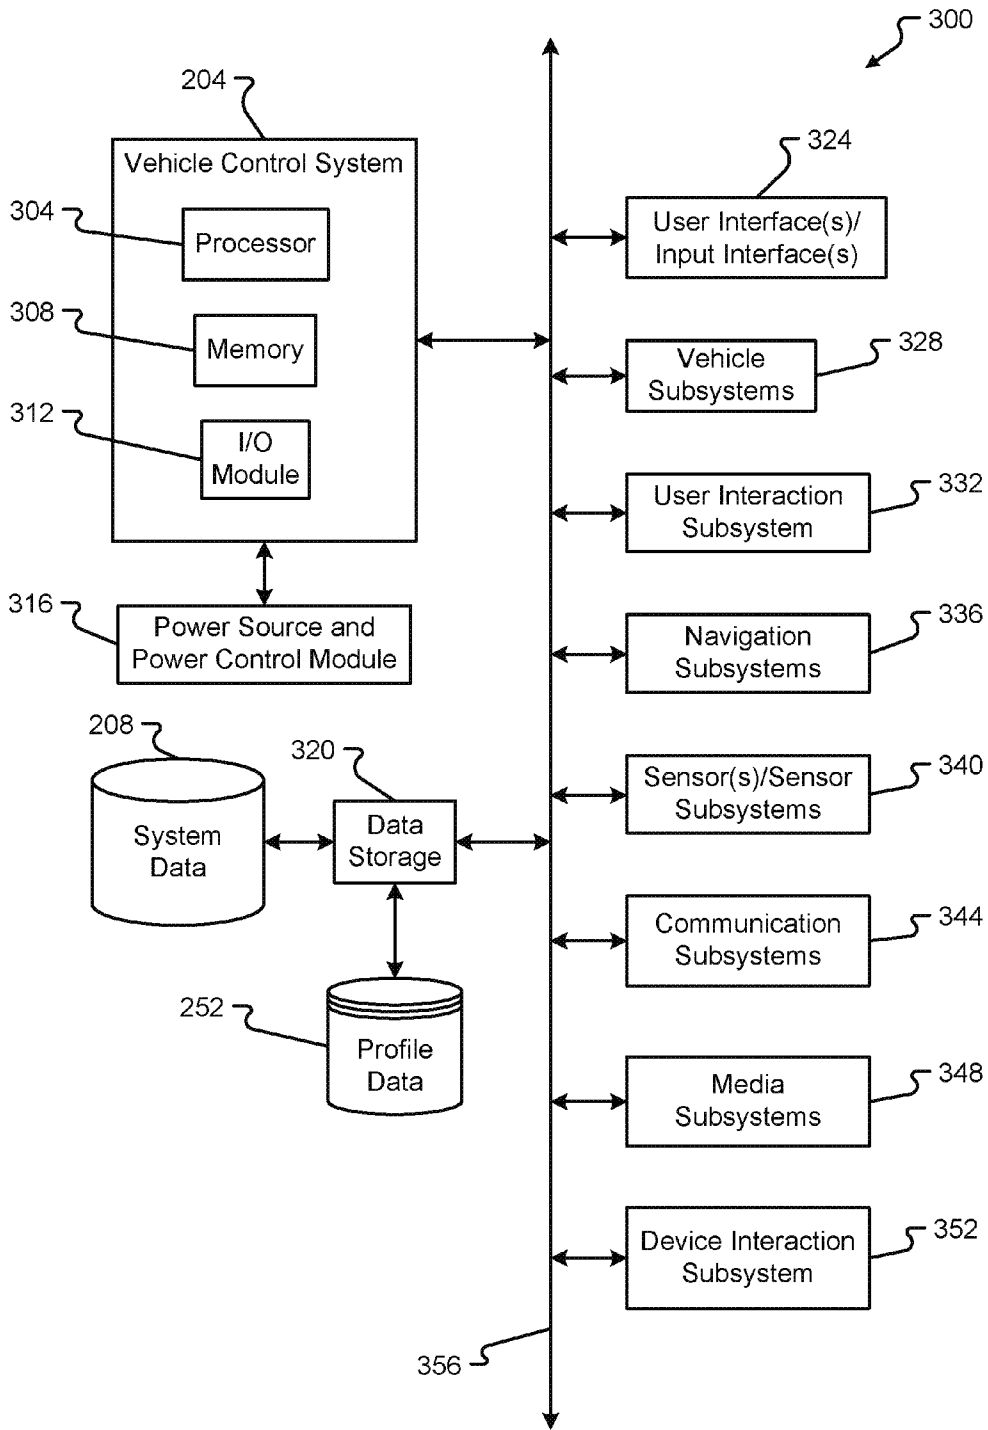 300
204
Vehicle Control System
304
Processor
308
Memory
312
I/O
Module
316
Power Source and
Power Control Module
208
System
Data
320
Data
Storage
252
Profile
Data
324
User Interface(s)/
Input Interface(s)
328
Vehicle
Subsystems
332
User Interaction
Subsystem
336
Navigation
Subsystems
340
Sensor(s)/Sensor
Subsystems
344
Communication
Subsystems
348
Media
Subsystems
352
Device Interaction
Subsystem
356